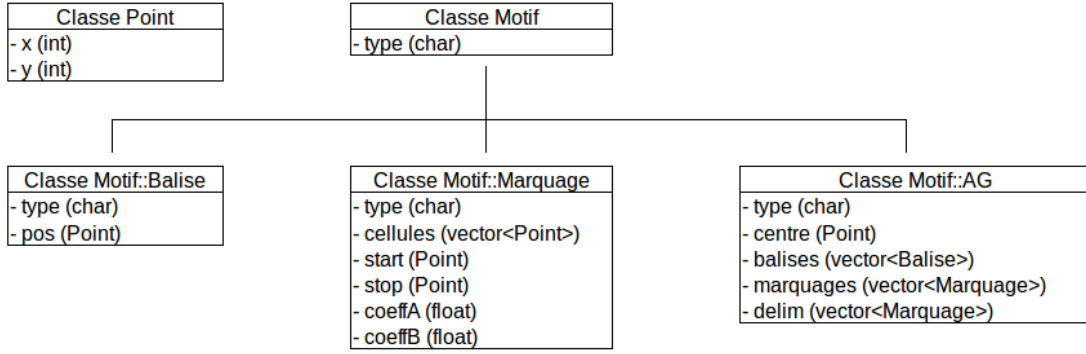 Classe Point
- x (int)
- y (int)
Classe Motif
- type (char)
Classe Motif::Balise
- type (char)
- pos (Point)
Classe Motif::Marquage
- type (char)
- cellules (vector<Point>)
- start (Point)
- stop (Point)
- coeffA (float)
- coeffB (float)
Classe Motif::AG
- type (char)
- centre (Point)
- balises (vector<Balise>)
- marquages (vector<Marquage>)
- delim (vector<Marquage>)